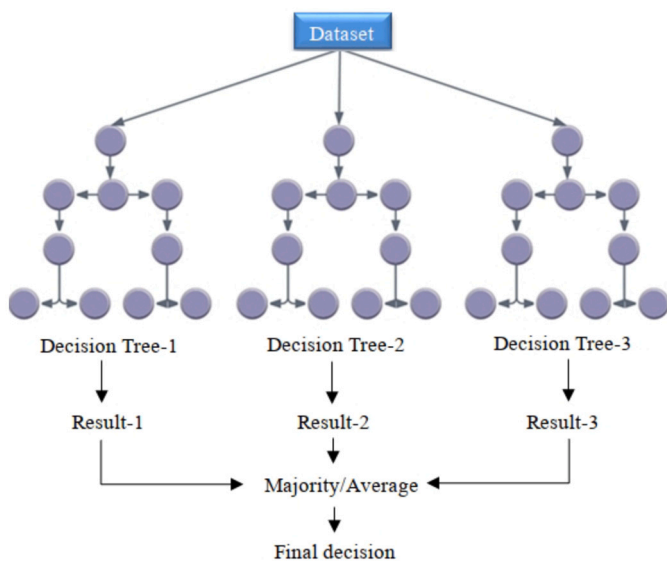 Dataset
Decision Tree-1
Decision Tree-2
Decision Tree-3
Result-1
Result-2
Result-3
Majority/Average
Final decision